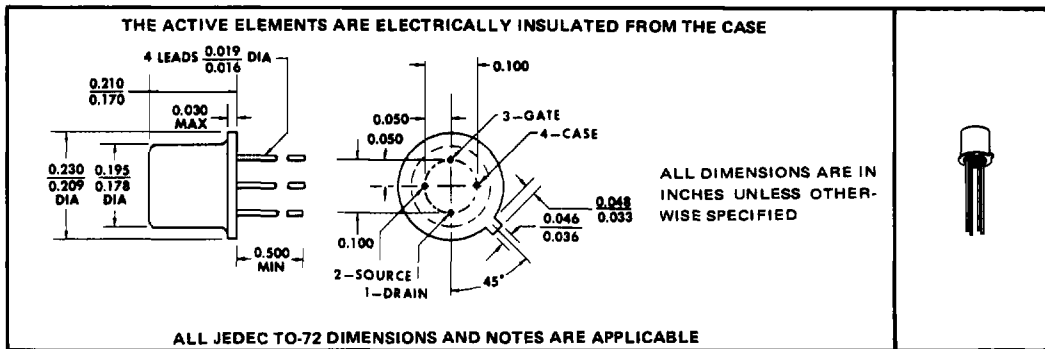 THE ACTIVE ELEMENTS ARE ELECTRICALLY INSULATED FROM THE CASE
4 LEADS 0.019 DIA
0.016
0.210
0.170
0.030
MAX
0.230
0.209
DIA
0.195
0.178
DIA
0.500
MIN
0.100
0.050
0.050
3-GATE
4-CASE
0.100
2-SOURCE
1-DRAIN
45°
0.048
0.033
0.046
0.036
ALL DIMENSIONS ARE IN
INCHES UNLESS OTHER-
WISE SPECIFIED
ALL JEDEC TO-72 DIMENSIONS AND NOTES ARE APPLICABLE